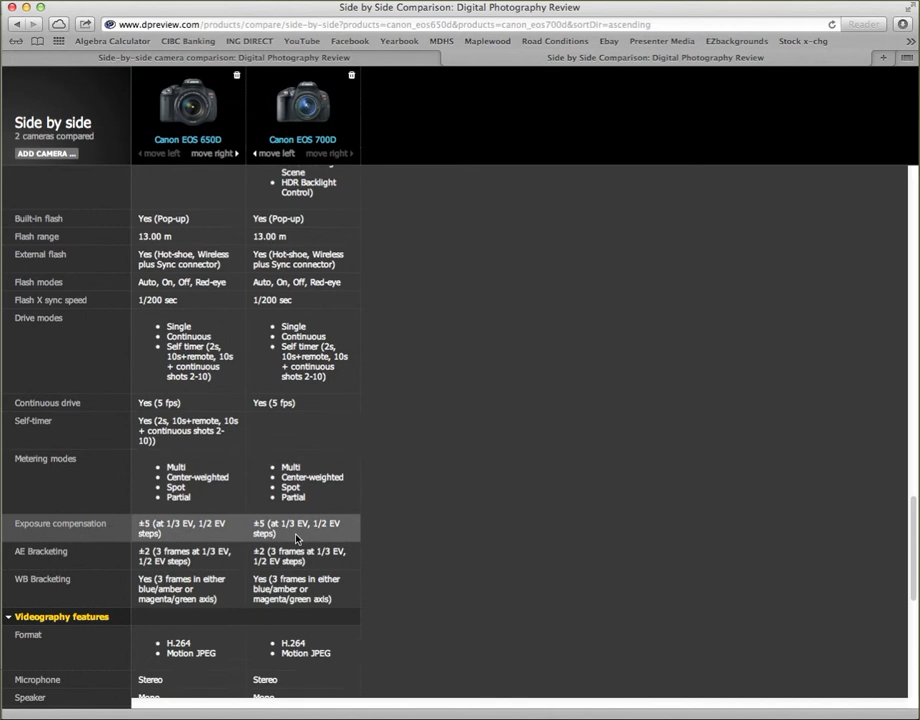 Side by Side Comparison: Digital Photography Review
www.dpreview.com/products/compare/side-by-side?products=canon_eos650d&products=canon_eos700d&sortDir=ascending
Reader
Algebra Calculator CIBC Banking ING DIRECT YouTube Facebook Yearbook MDHS Maplewood Road Conditions Ebay Presenter Media EZbackgrounds Stock x-chg
Side-by-side camera comparison: Digital Photography Review Side by Side Comparison: Digital Photography Review
Side by side
2 cameras compared
ADD CAMERA ...
Canon EOS 650D Canon EOS 700D
move left move right move left move right
Scene
HDR Backlight
Control)
Built-in flash Yes (Pop-up) Yes (Pop-up)
Flash range 13.00 m 13.00 m
External flash Yes (Hot-shoe, Wireless Yes (Hot-shoe, Wireless
plus Sync connector) plus Sync connector)
Flash modes Auto, On, Off, Red-eye Auto, On, Off, Red-eye
Flash X sync speed 1/200 sec 1/200 sec
Drive modes
• Single • Single
• Continuous • Continuous
• Self timer (2s, • Self timer (2s,
10s+remote, 10s 10s+remote, 10s
+ continuous + continuous
shots 2-10) shots 2-10)
Continuous drive Yes (5 fps) Yes (5 fps)
Self-timer Yes (2s, 10s+remote, 10s
+ continuous shots 2-
10))
Metering modes
• Multi • Multi
• Center-weighted • Center-weighted
• Spot • Spot
• Partial • Partial
Exposure compensation ±5 (at 1/3 EV, 1/2 EV ±5 (at 1/3 EV, 1/2 EV
steps) steps)
AE Bracketing ±2 (3 frames at 1/3 EV, ±2 (3 frames at 1/3 EV,
1/2 EV steps) 1/2 EV steps)
WB Bracketing Yes (3 frames in either Yes (3 frames in either
blue/amber or blue/amber or
magenta/green axis) magenta/green axis)
Videography features
Format
• H.264 • H.264
• Motion JPEG • Motion JPEG
Microphone Stereo Stereo
Speaker Mono Mono